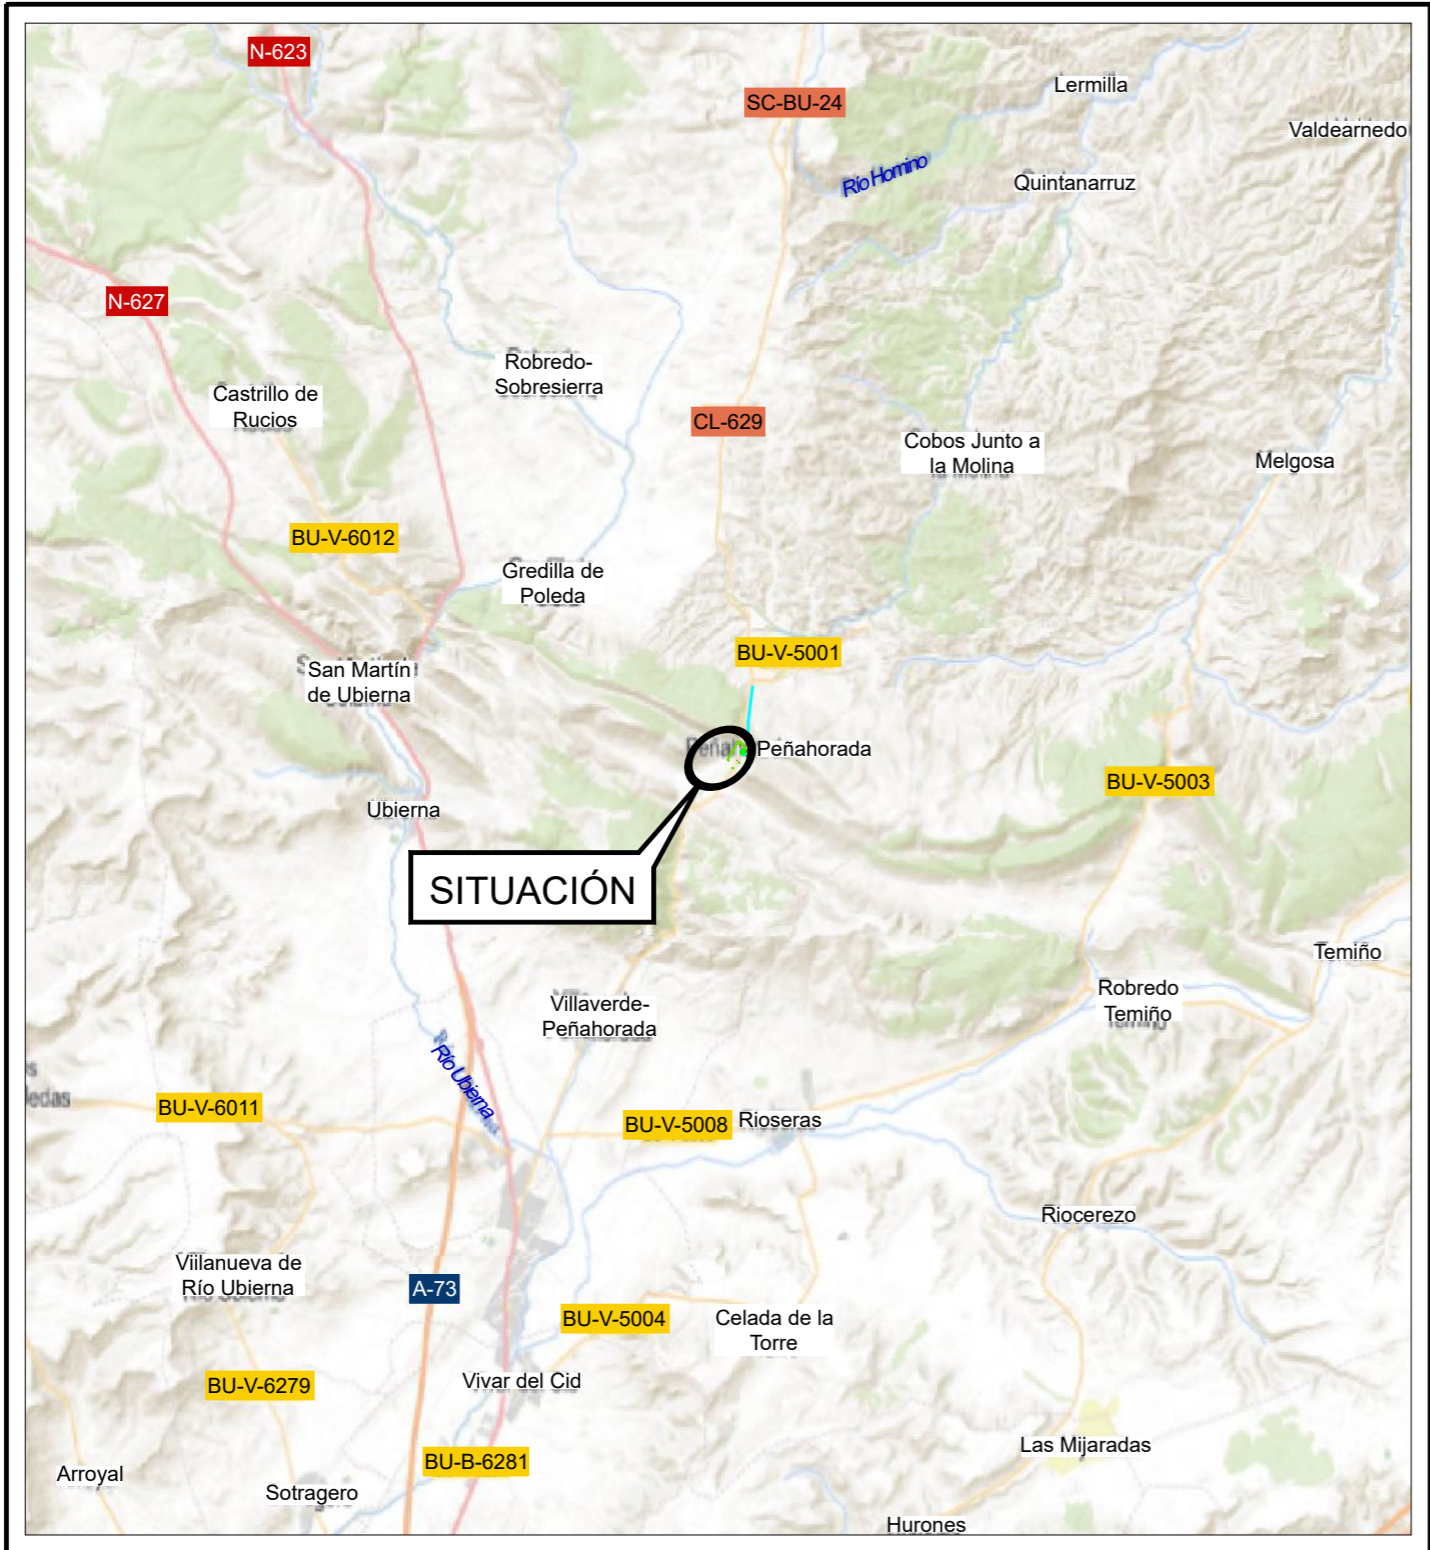 N-623
SC-BU-24
Lermilla
Valdearnedo
Río Homino
Quintanarruz
N-627
Robredo-
Sobresierra
Castrillo de
Rucios
CL-629
Cobos Junto a
la Molina
Melgosa
BU-V-6012
Gredilla de
Poleda
BU-V-5001
San Martín
de Ubierna
Peñahorada
BU-V-5003
Ubierna
SITUACIÓN
Temiño
Robredo
Temiño
Villaverde-
Peñahorada
Río Ubierna
BU-V-6011
BU-V-5008
Rioseras
Riocerezo
Viilanueva de
Río Ubierna
A-73
BU-V-5004
Celada de la
Torre
Vivar del Cid
BU-V-6279
Las Mijaradas
BU-B-6281
Arroyal
Sotragero
Hurones